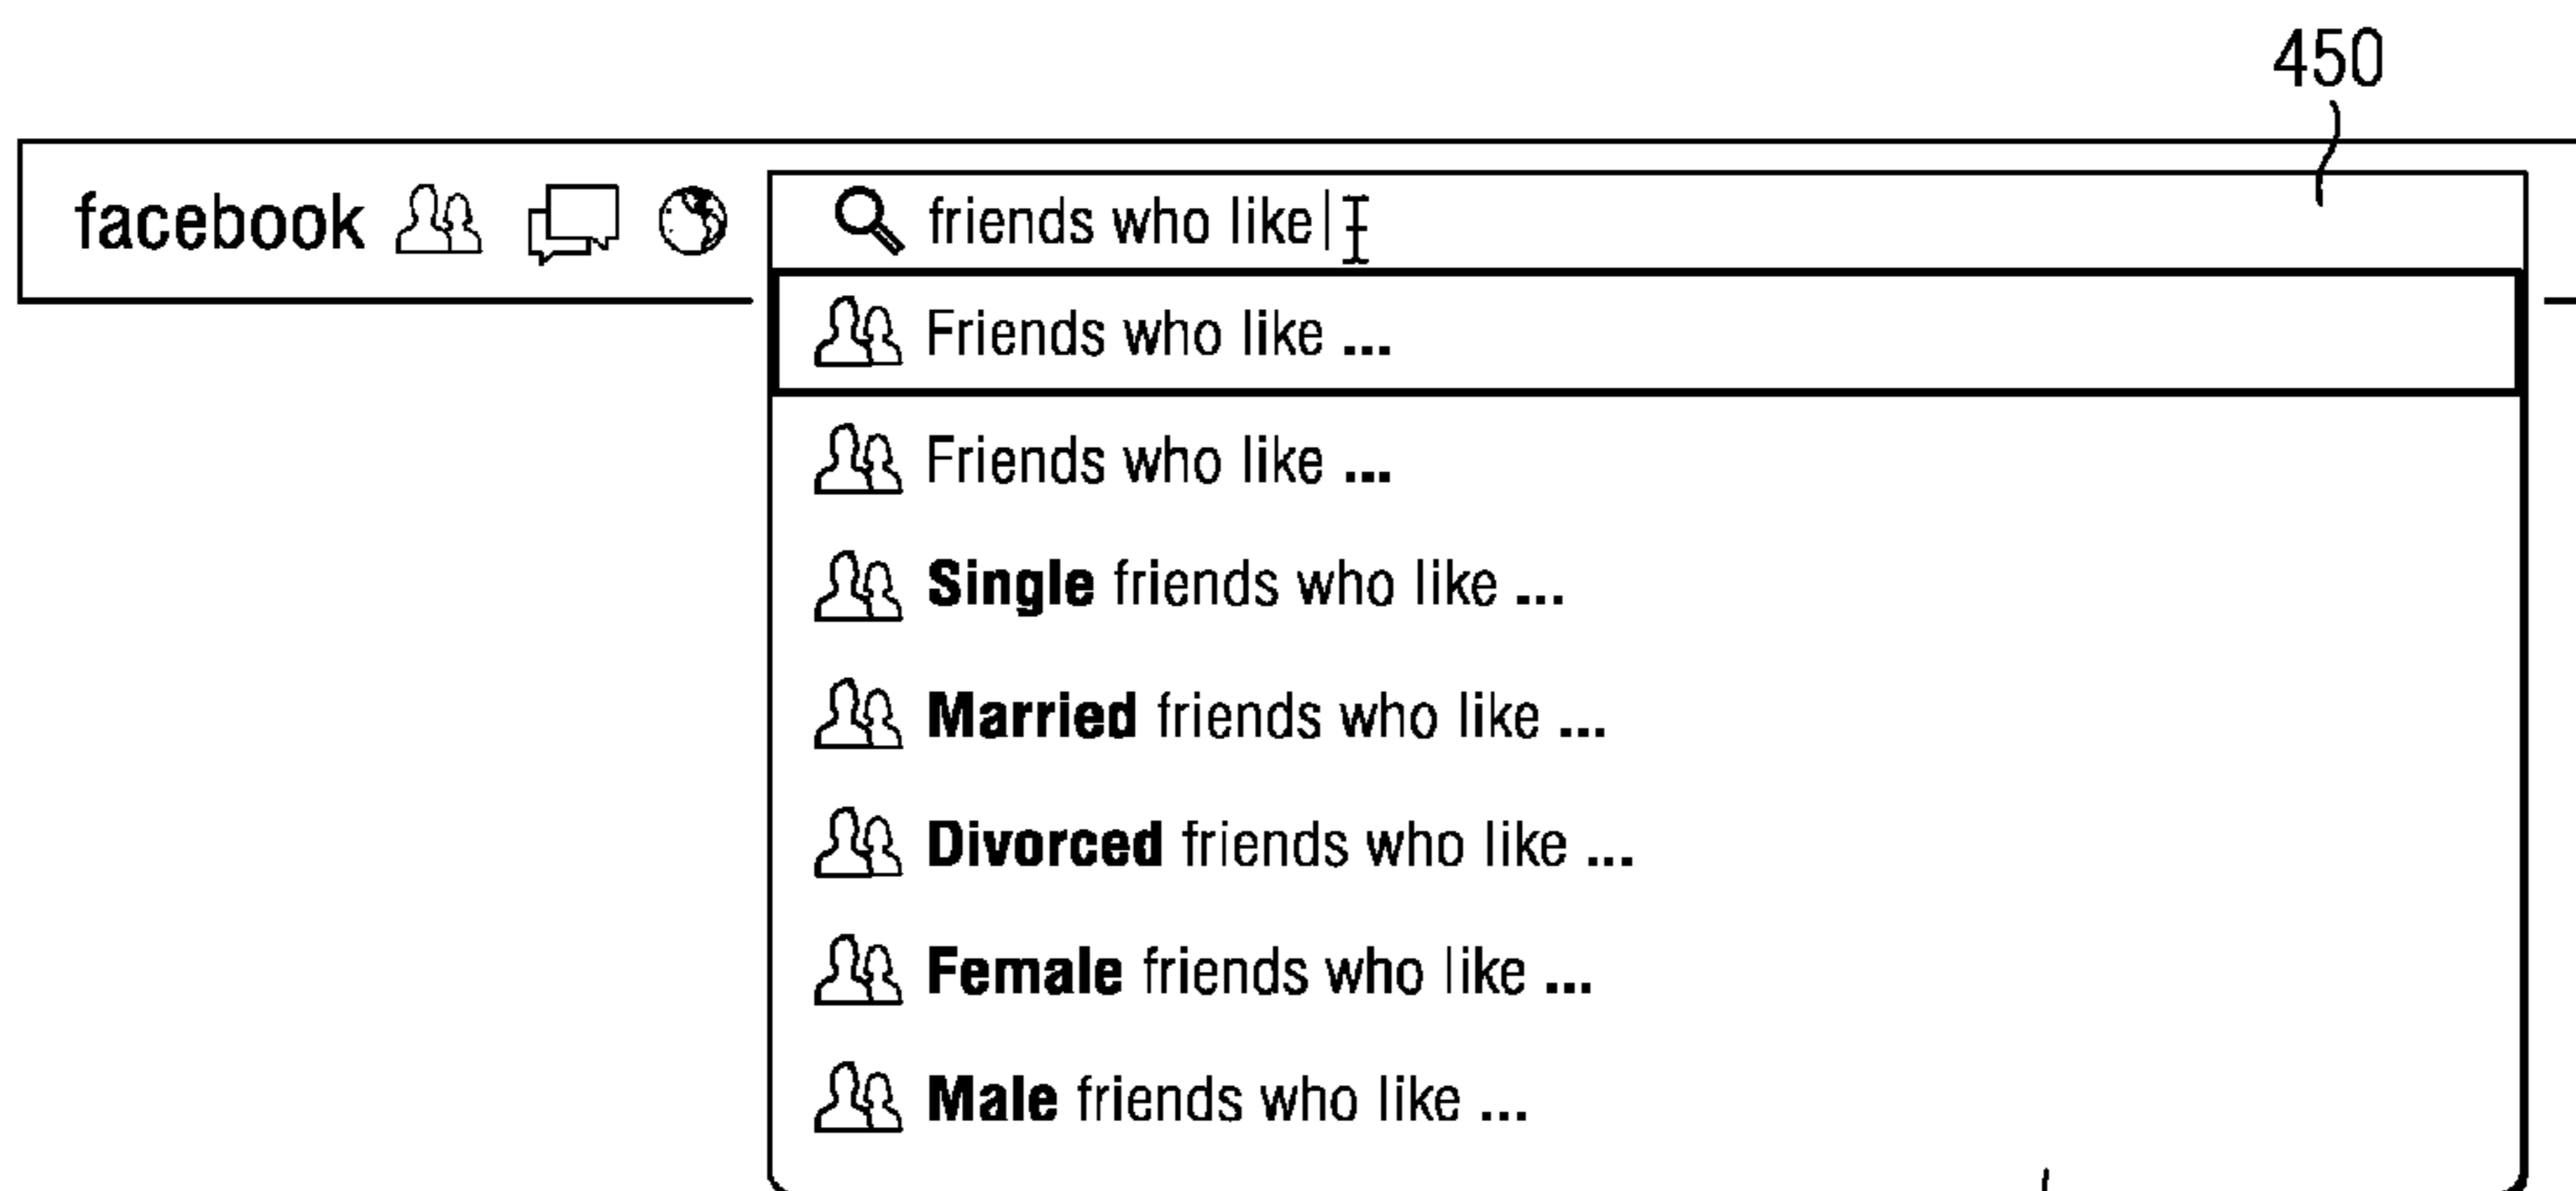 450
facebook friends who like
Friends who like ...
Friends who like ...
Single friends who like ...
Married friends who like ...
Divorced friends who like ...
Female friends who like ...
Male friends who like ...